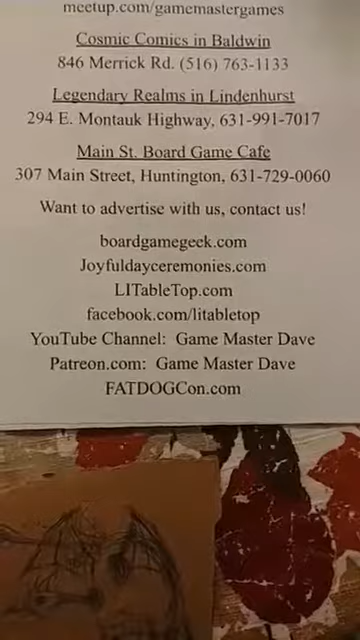 meetup.com/gamemastergames
Cosmic Comics in Baldwin
846 Merrick Rd. (516) 763-1133
Legendary Realms in Lindenhurst
294 E. Montauk Highway, 631-991-7017
Main St. Board Game Cafe
307 Main Street, Huntington, 631-729-0060
Want to advertise with us, contact us!
boardgamegeek.com
Joyfuldayceremonies.com
LITableTop.com
facebook.com/litabletop
YouTube Channel: Game Master Dave
Patreon.com: Game Master Dave
FATDOGCon.com